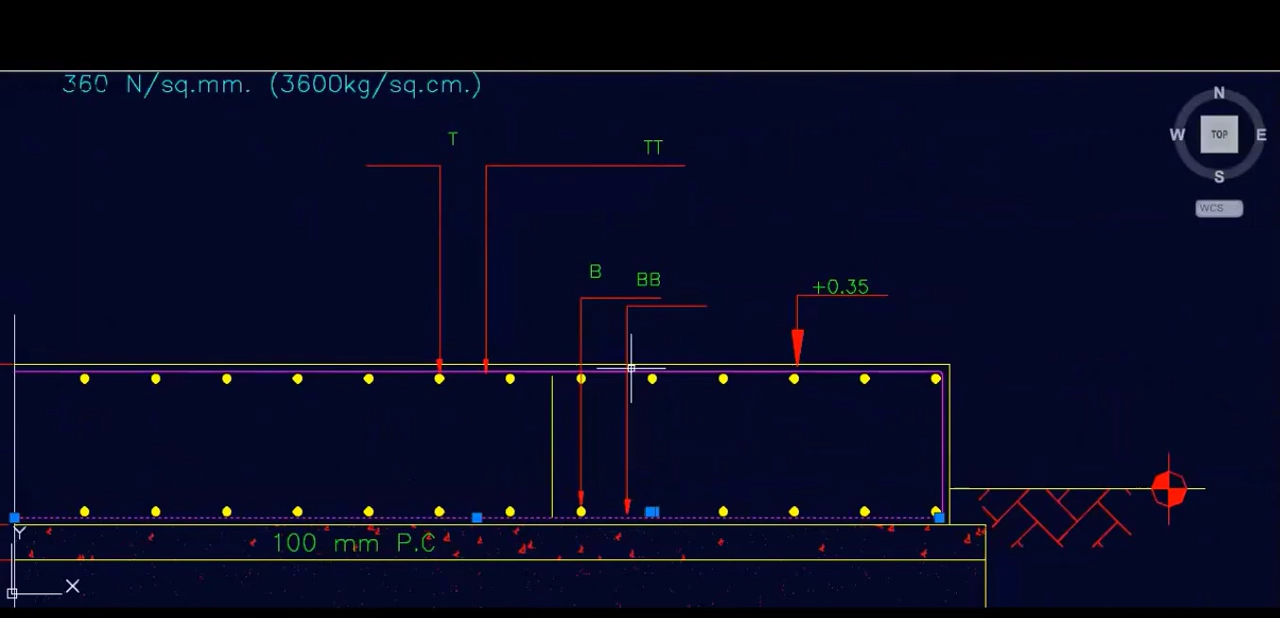 360 N/sq.mm. (3600kg/sq.cm.)
N
W TOP E
S
WCS
T
TT
B
BB
+0.35
100 mm P.C
Y
X